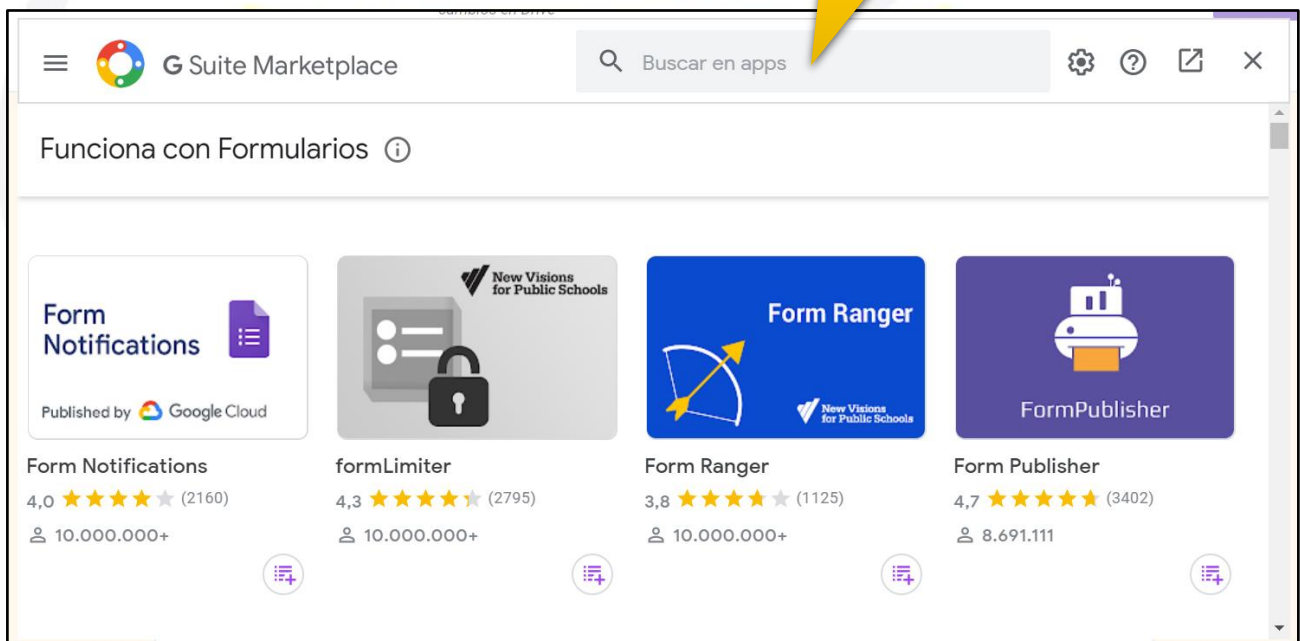 G Suite Marketplace
Buscar en apps
Funciona con Formularios
Form
Notifications
Published by Google Cloud
New Visions
for Public Schools
Form Ranger
New Visions
for Public Schools
FormPublisher
Form Notifications
4,0 (2160)
10.000.000+
formLimiter
4,3 (2795)
10.000.000+
Form Ranger
3,8 (1125)
10.000.000+
Form Publisher
4,7 (3402)
8.691.111